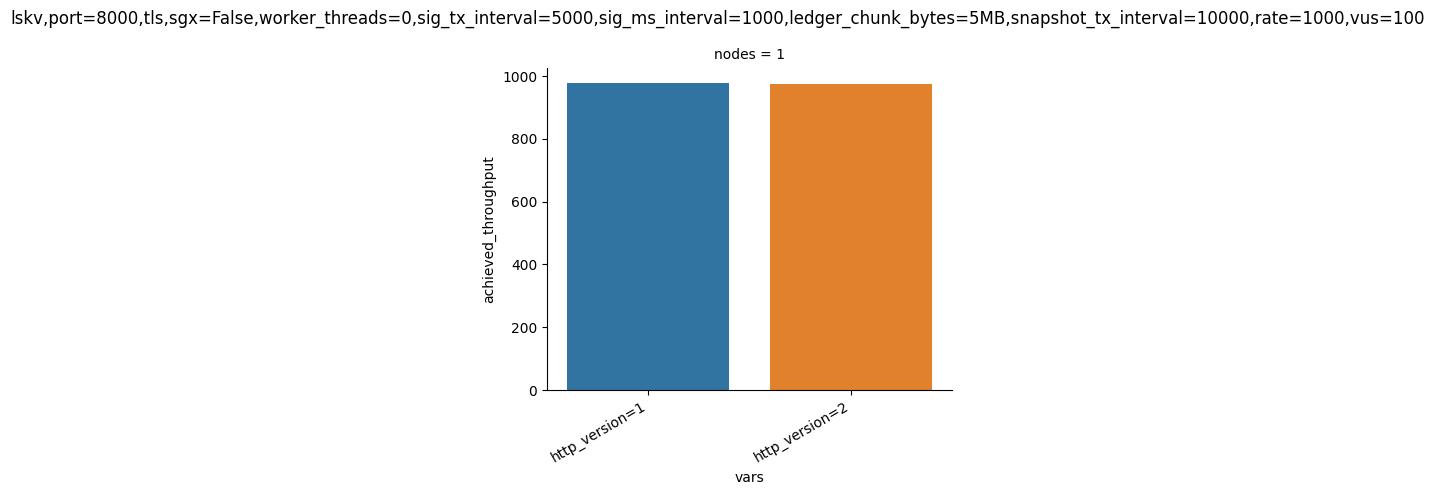 lskv,port=8000,tls,sgx=False,worker_threads=0,sig_tx_interval=5000,sig_ms_interval=1000,ledger_chunk_bytes=5MB,snapshot_tx_interval=10000,rate=1000,vus=100
nodes = 1
1000
800
600
400
200
0
achieved_throughput
http_version=1
http_version=2
vars